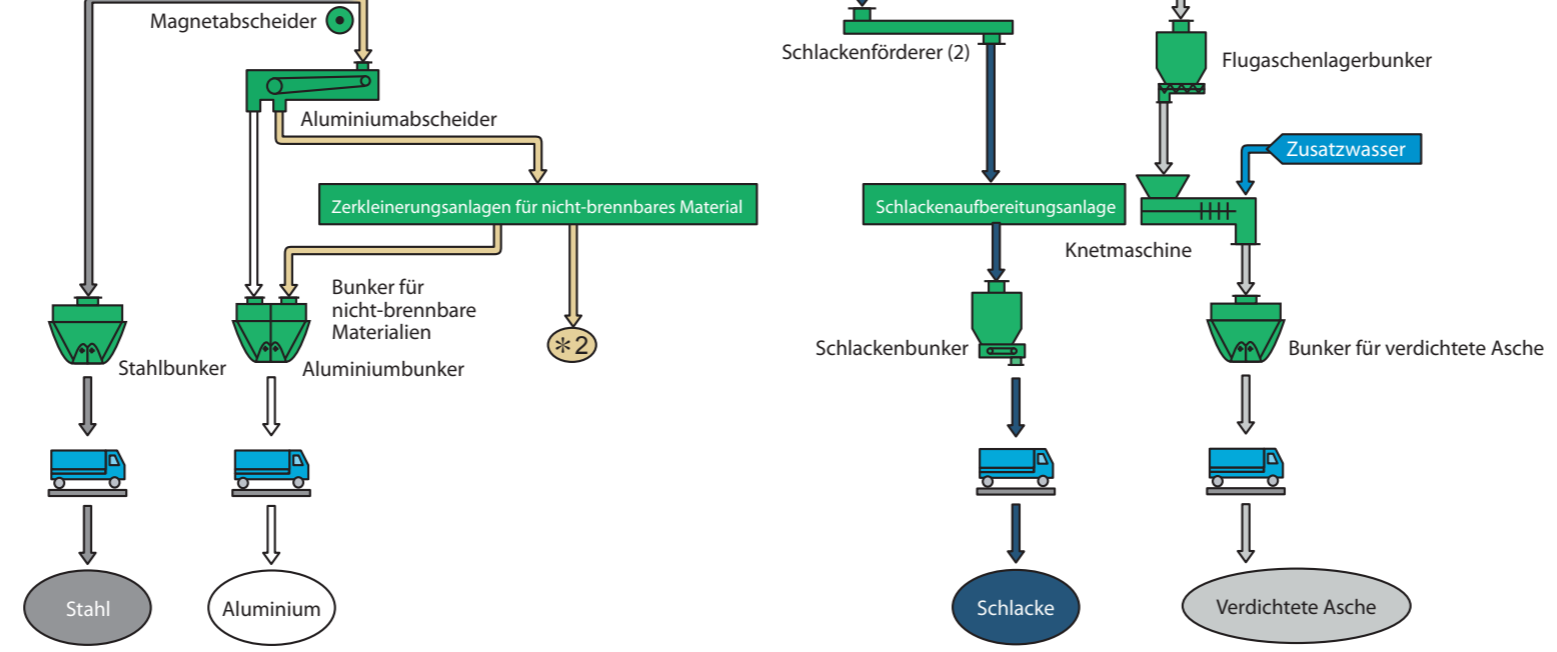 Magnetabscheider
Schlackenförderer (2)
Flugaschenlagerbunker
Aluminiumabscheider
Zusatzwasser
Zerkleinerungsanlagen für nicht-brennbares Material
Schlackenaufbereitungsanlage
Knetmaschine
Bunker für
nicht-brennbare
Materialien
＊2
Stahlbunker
Aluminiumbunker
Schlackenbunker
Bunker für verdichtete Asche
Stahl
Aluminium
Schlacke
Verdichtete Asche